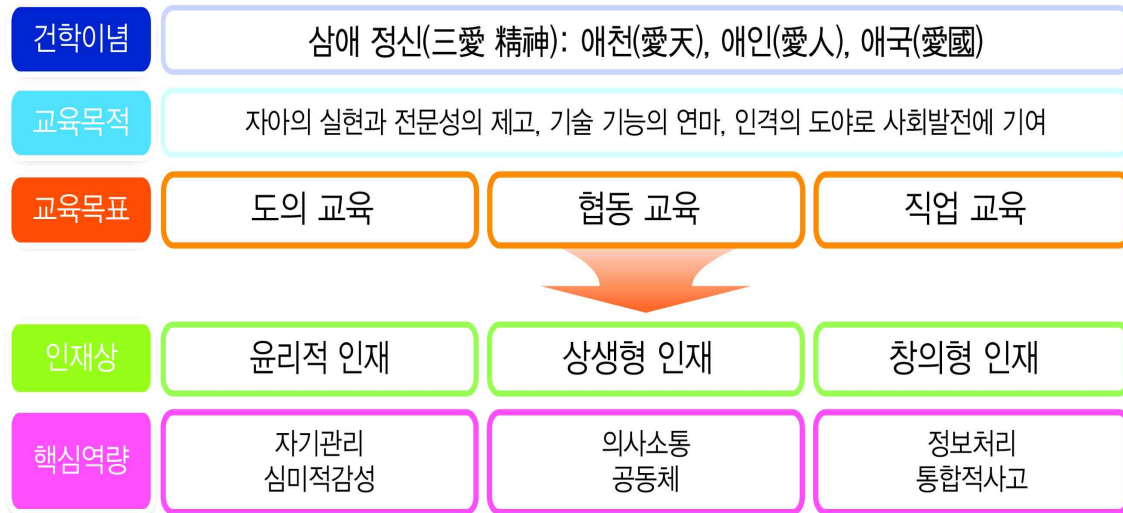 건학이념
삼애 정신(三愛 精神): 애천(愛天), 애인(愛人), 애국(愛國)
교육목적
자아의 실현과 전문성의 제고, 기술 기능의 연마, 인격의 도야로 사회발전에 기여
교육목표
도의 교육
협동 교육
직업 교육
인재상
윤리적 인재
상생형 인재
창의형 인재
핵심역량
자기관리
심미적감성
의사소통
공동체
정보처리
통합적사고